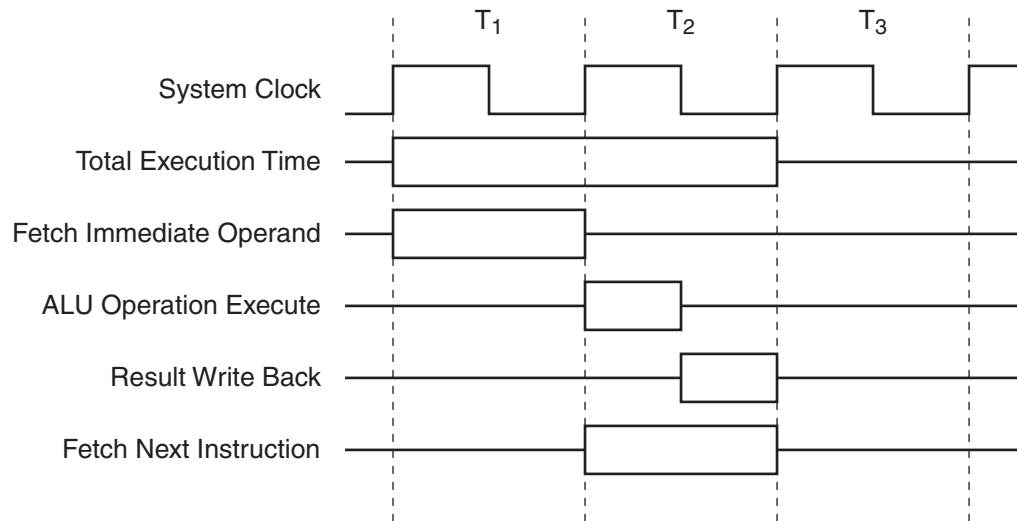 T1 T2 T3
System Clock
Total Execution Time
Fetch Immediate Operand
ALU Operation Execute
Result Write Back
Fetch Next Instruction